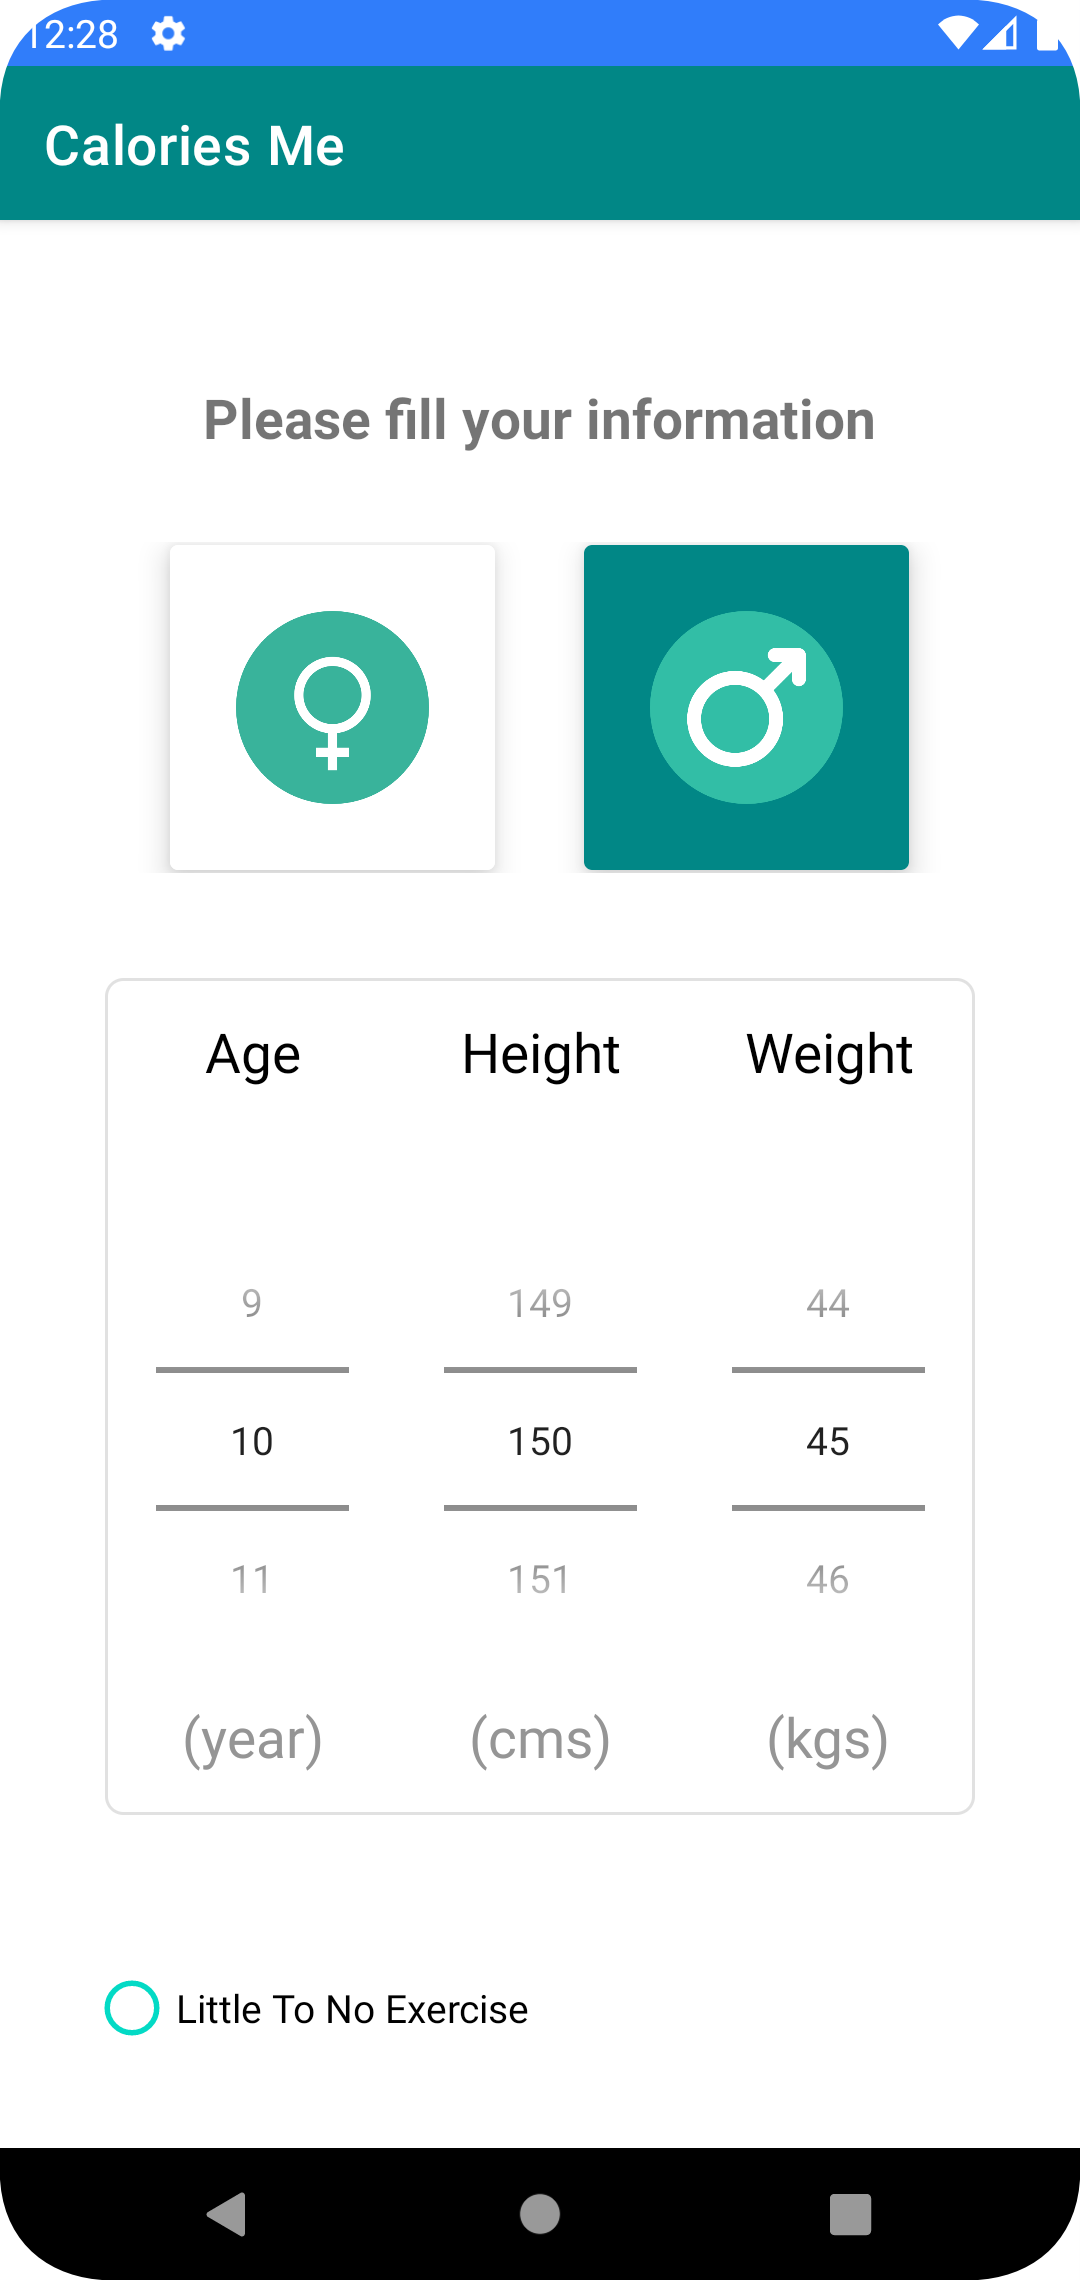 12:28
Calories Me
Please fill your information
Age Height Weight
9 149 44
10 150 45
11 151 46
(year) (cms) (kgs)
Little To No Exercise